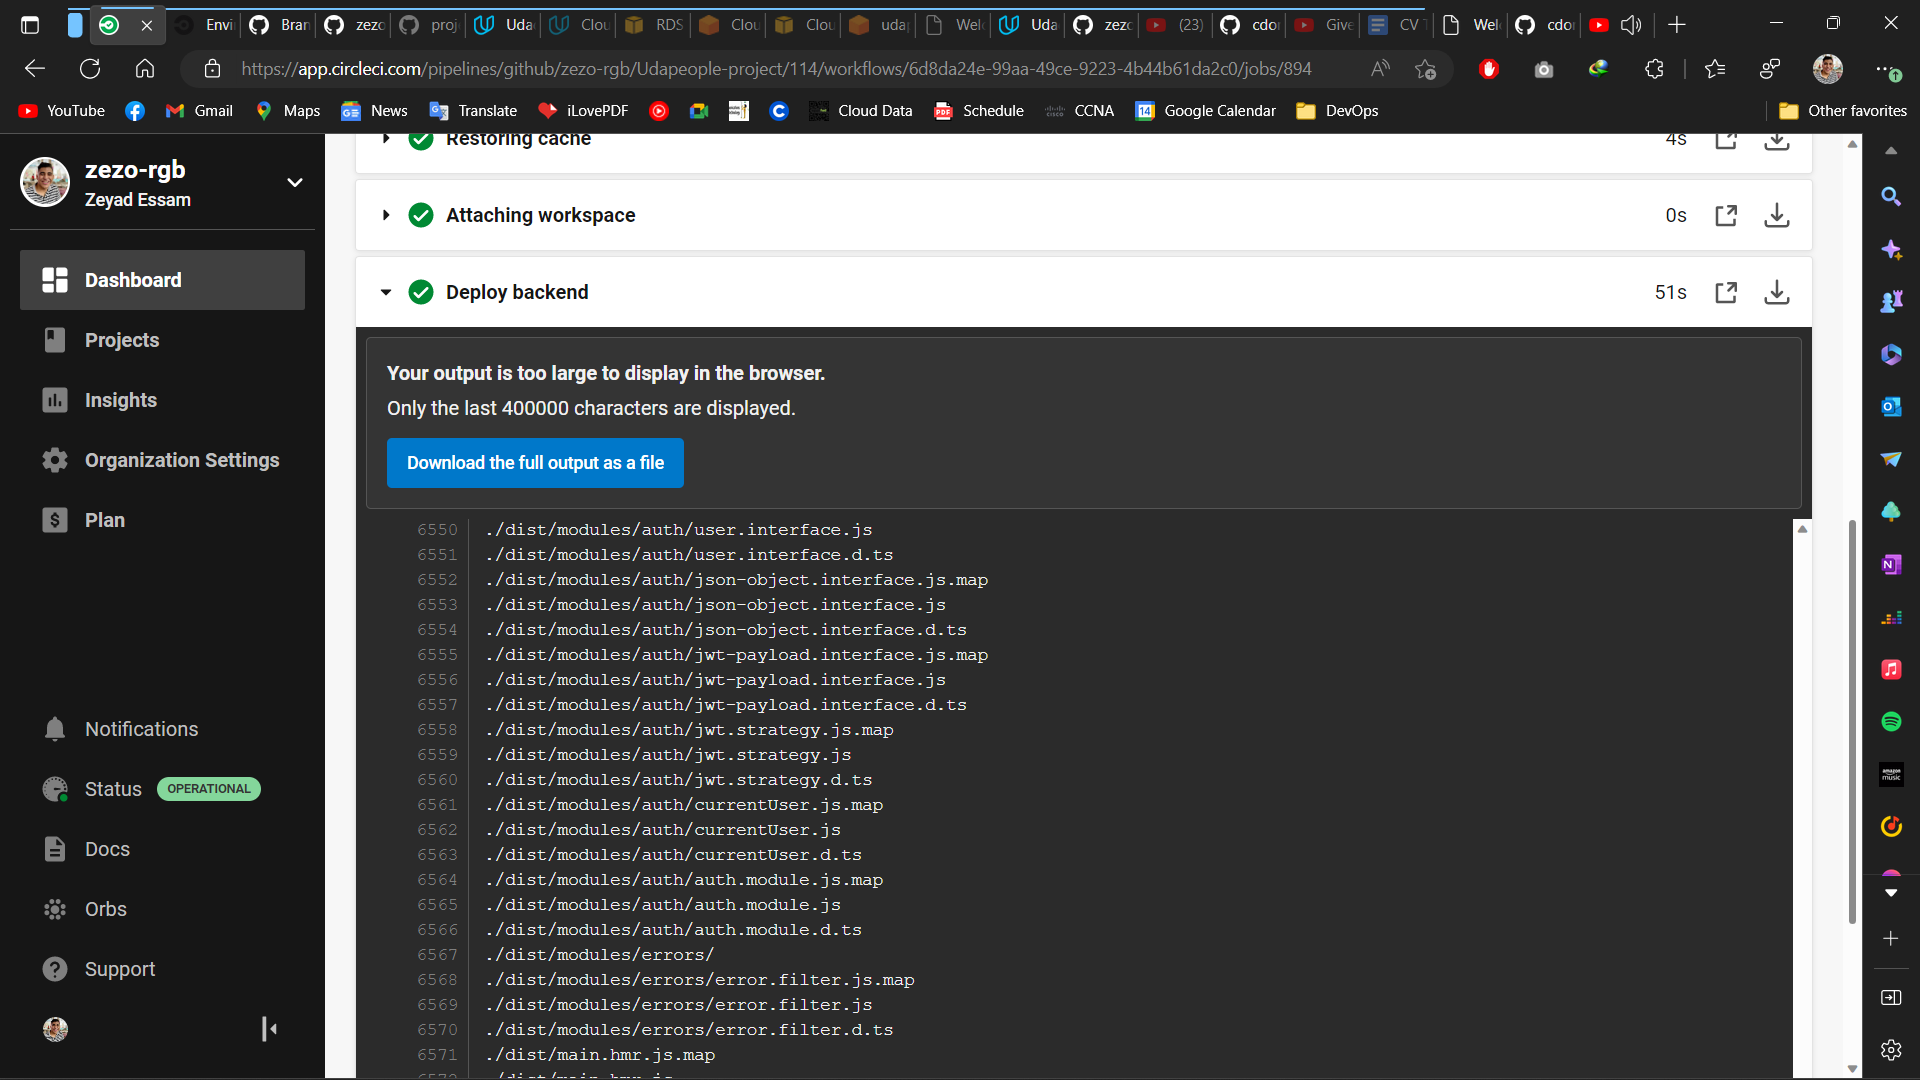 Envi
Bran
zezo
proj
Uda
Clou
RDS
Clou
Clou
udap
Welc
Uda
zezo
(23)
cdon
Give
CV T
Welc
cdon
https://app.circleci.com/pipelines/github/zezo-rgb/Udapeople-project/114/workflows/6d8da24e-99aa-49ce-9223-4b44b61da2c0/jobs/894
YouTube
Gmail
Maps
News
Translate
iLovePDF
Cloud Data
Schedule
CCNA
Google Calendar
DevOps
Other favorites
zezo-rgb
Zeyad Essam
Dashboard
Projects
Insights
Organization Settings
Plan
Notifications
Status OPERATIONAL
Docs
Orbs
Support
Restoring cache 4s
Attaching workspace 0s
Deploy backend 51s
Your output is too large to display in the browser.
Only the last 400000 characters are displayed.
Download the full output as a file
6550 ./dist/modules/auth/user.interface.js
6551 ./dist/modules/auth/user.interface.d.ts
6552 ./dist/modules/auth/json-object.interface.js.map
6553 ./dist/modules/auth/json-object.interface.js
6554 ./dist/modules/auth/json-object.interface.d.ts
6555 ./dist/modules/auth/jwt-payload.interface.js.map
6556 ./dist/modules/auth/jwt-payload.interface.js
6557 ./dist/modules/auth/jwt-payload.interface.d.ts
6558 ./dist/modules/auth/jwt.strategy.js.map
6559 ./dist/modules/auth/jwt.strategy.js
6560 ./dist/modules/auth/jwt.strategy.d.ts
6561 ./dist/modules/auth/currentUser.js.map
6562 ./dist/modules/auth/currentUser.js
6563 ./dist/modules/auth/currentUser.d.ts
6564 ./dist/modules/auth/auth.module.js.map
6565 ./dist/modules/auth/auth.module.js
6566 ./dist/modules/auth/auth.module.d.ts
6567 ./dist/modules/errors/
6568 ./dist/modules/errors/error.filter.js.map
6569 ./dist/modules/errors/error.filter.js
6570 ./dist/modules/errors/error.filter.d.ts
6571 ./dist/main.hmr.js.map
6572 ./dist/main.hmr.js